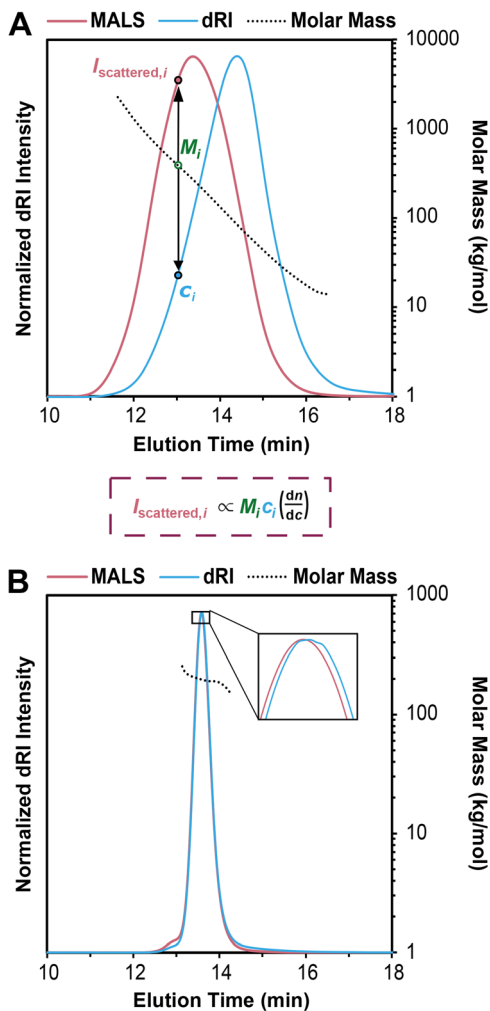 A
MALS dRI Molar Mass
Normalized dRI Intensity
I scattered,i
M i
c i
10000
1000
100
10
1
Molar Mass (kg/mol)
10 12 14 16 18
Elution Time (min)
I scattered,i ∝ M i c i (dn/dc)
B
MALS dRI Molar Mass
Normalized dRI Intensity
1000
100
10
1
Molar Mass (kg/mol)
10 12 14 16 18
Elution Time (min)